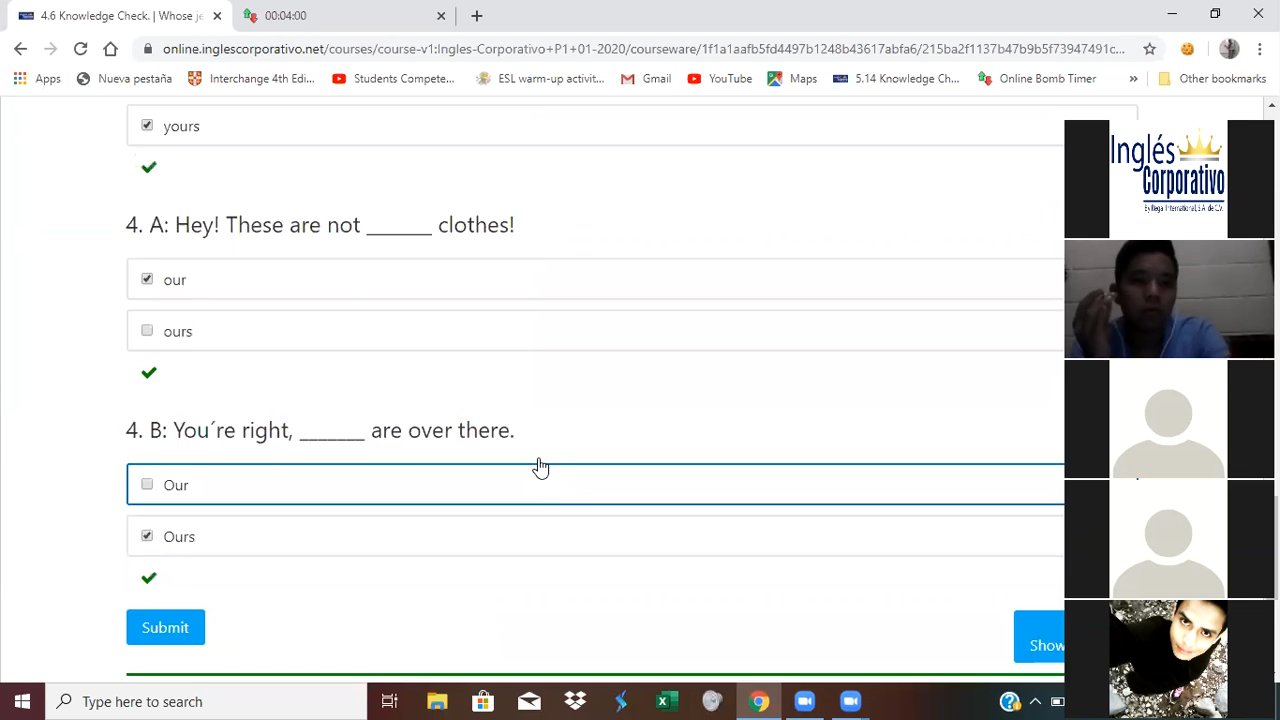 4.6 Knowledge Check. | Whose je
00:04:00
online.inglescorporativo.net/courses/course-v1:Ingles-Corporativo+P1+01-2020/courseware/1f1a1aafb5fd4497b1248b43617abfa6/215ba2f1137b47b9b5f73947491c...
Apps
Nueva pestaña
Interchange 4th Edi...
Students Compete...
ESL warm-up activit...
Gmail
YouTube
Maps
5.14 Knowledge Ch...
Online Bomb Timer
»
Other bookmarks
yours
4. A: Hey! These are not _______ clothes!
our
ours
4. B: You´re right, _______ are over there.
Our
Ours
Submit
Show
Inglés
Corporativo
Type here to search